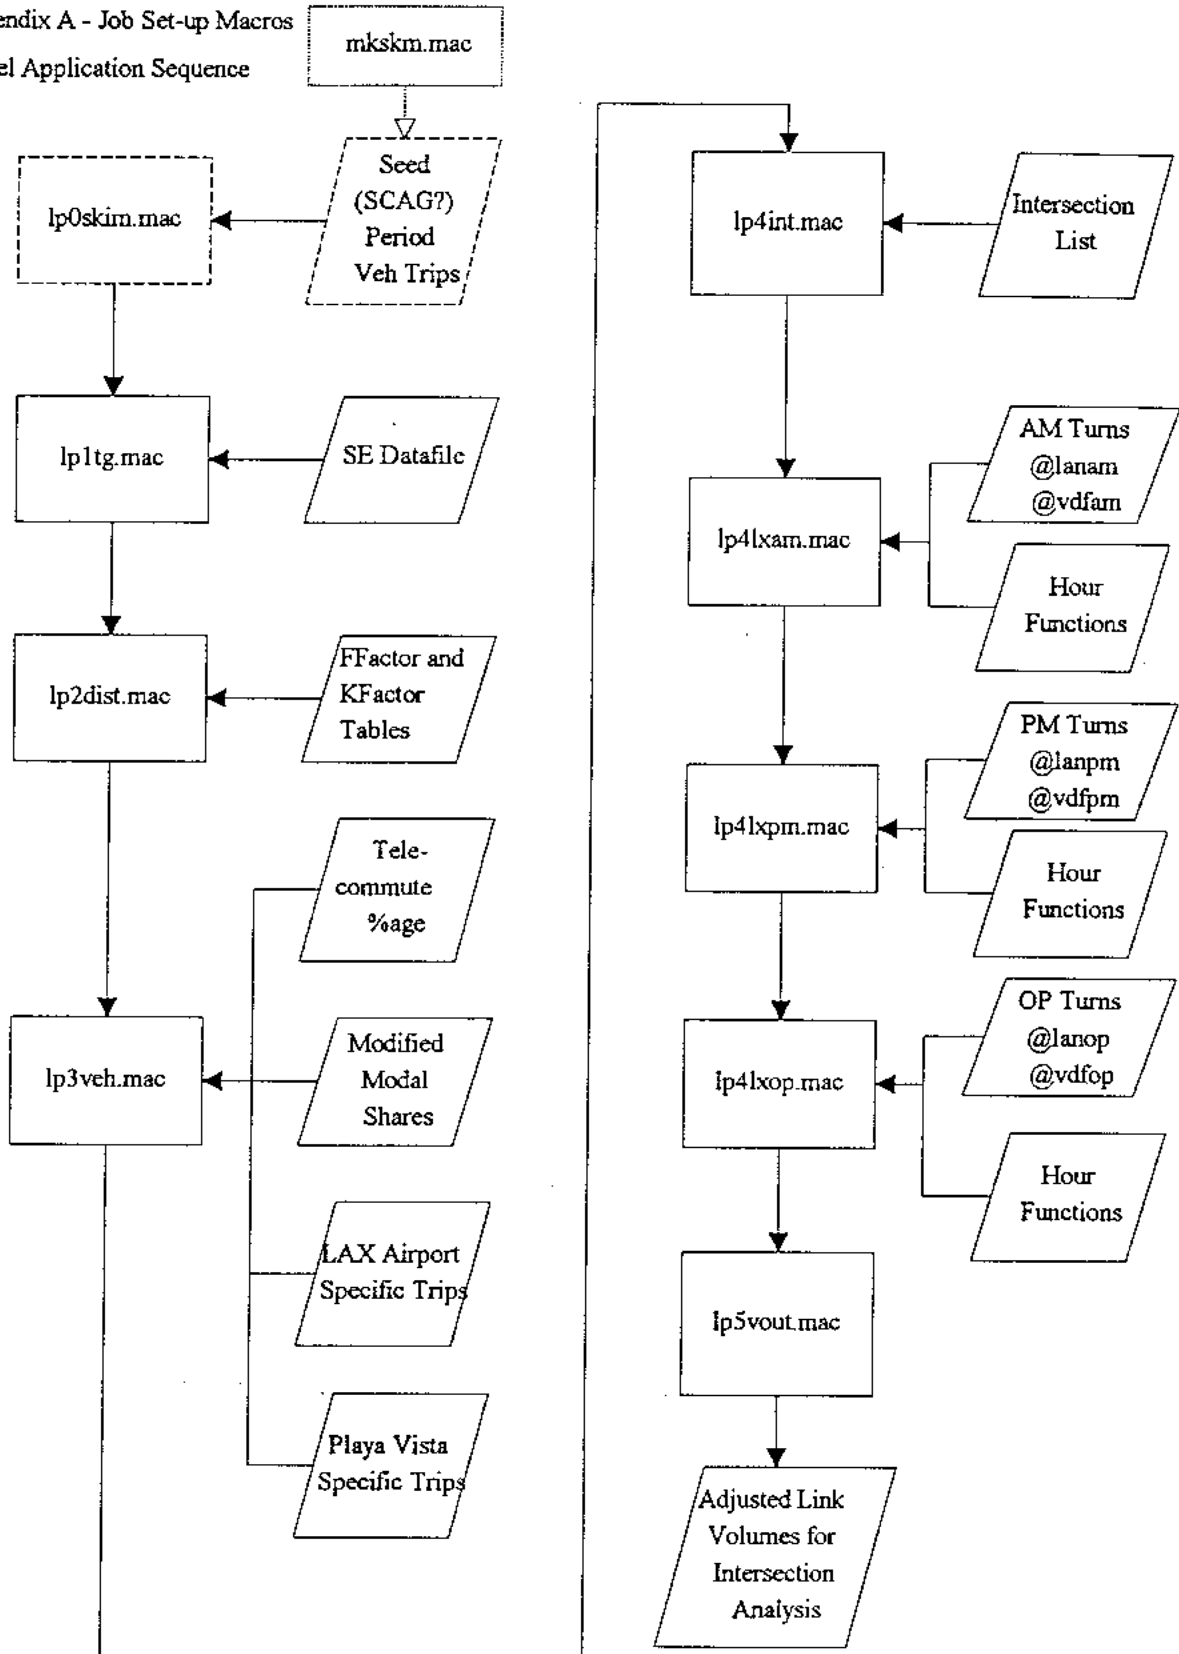 endix A - Job Set-up Macros
el Application Sequence
mkskm.mac
Seed
(SCAG?)
Period
Veh Trips
lp0skim.mac
lp1tg.mac
SE Datafile
lp2dist.mac
FFactor and
KFactor
Tables
Tele-
commute
%age
lp3veh.mac
Modified
Modal
Shares
LAX Airport
Specific Trips
Playa Vista
Specific Trips
lp4int.mac
Intersection
List
lp4lxam.mac
AM Turns
@lanam
@vdfam
Hour
Functions
lp4lxpm.mac
PM Turns
@lanpm
@vdfpm
Hour
Functions
lp4lxop.mac
OP Turns
@lanop
@vdfop
Hour
Functions
lp5vout.mac
Adjusted Link
Volumes for
Intersection
Analysis